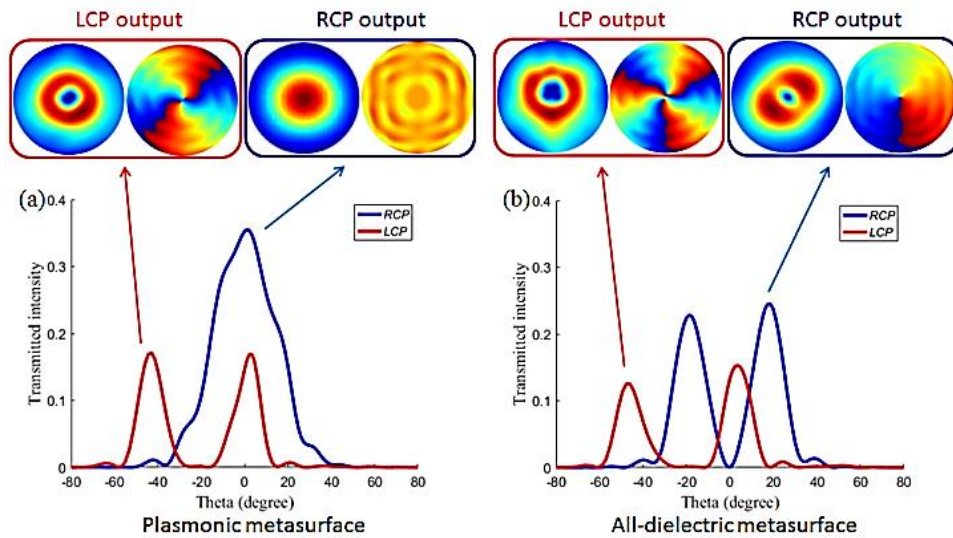 LCP output
RCP output
LCP output
RCP output
(a)
0.4
0.3
0.2
0.1
0
Transmitted intensity
RCP
LCP
-80 -60 -40 -20 0 20 40 60 80
Theta (degree)
Plasmonic metasurface
(b)
0.4
0.3
0.2
0.1
0
Transmitted intensity
RCP
LCP
-80 -60 -40 -20 0 20 40 60 80
Theta (degree)
All-dielectric metasurface